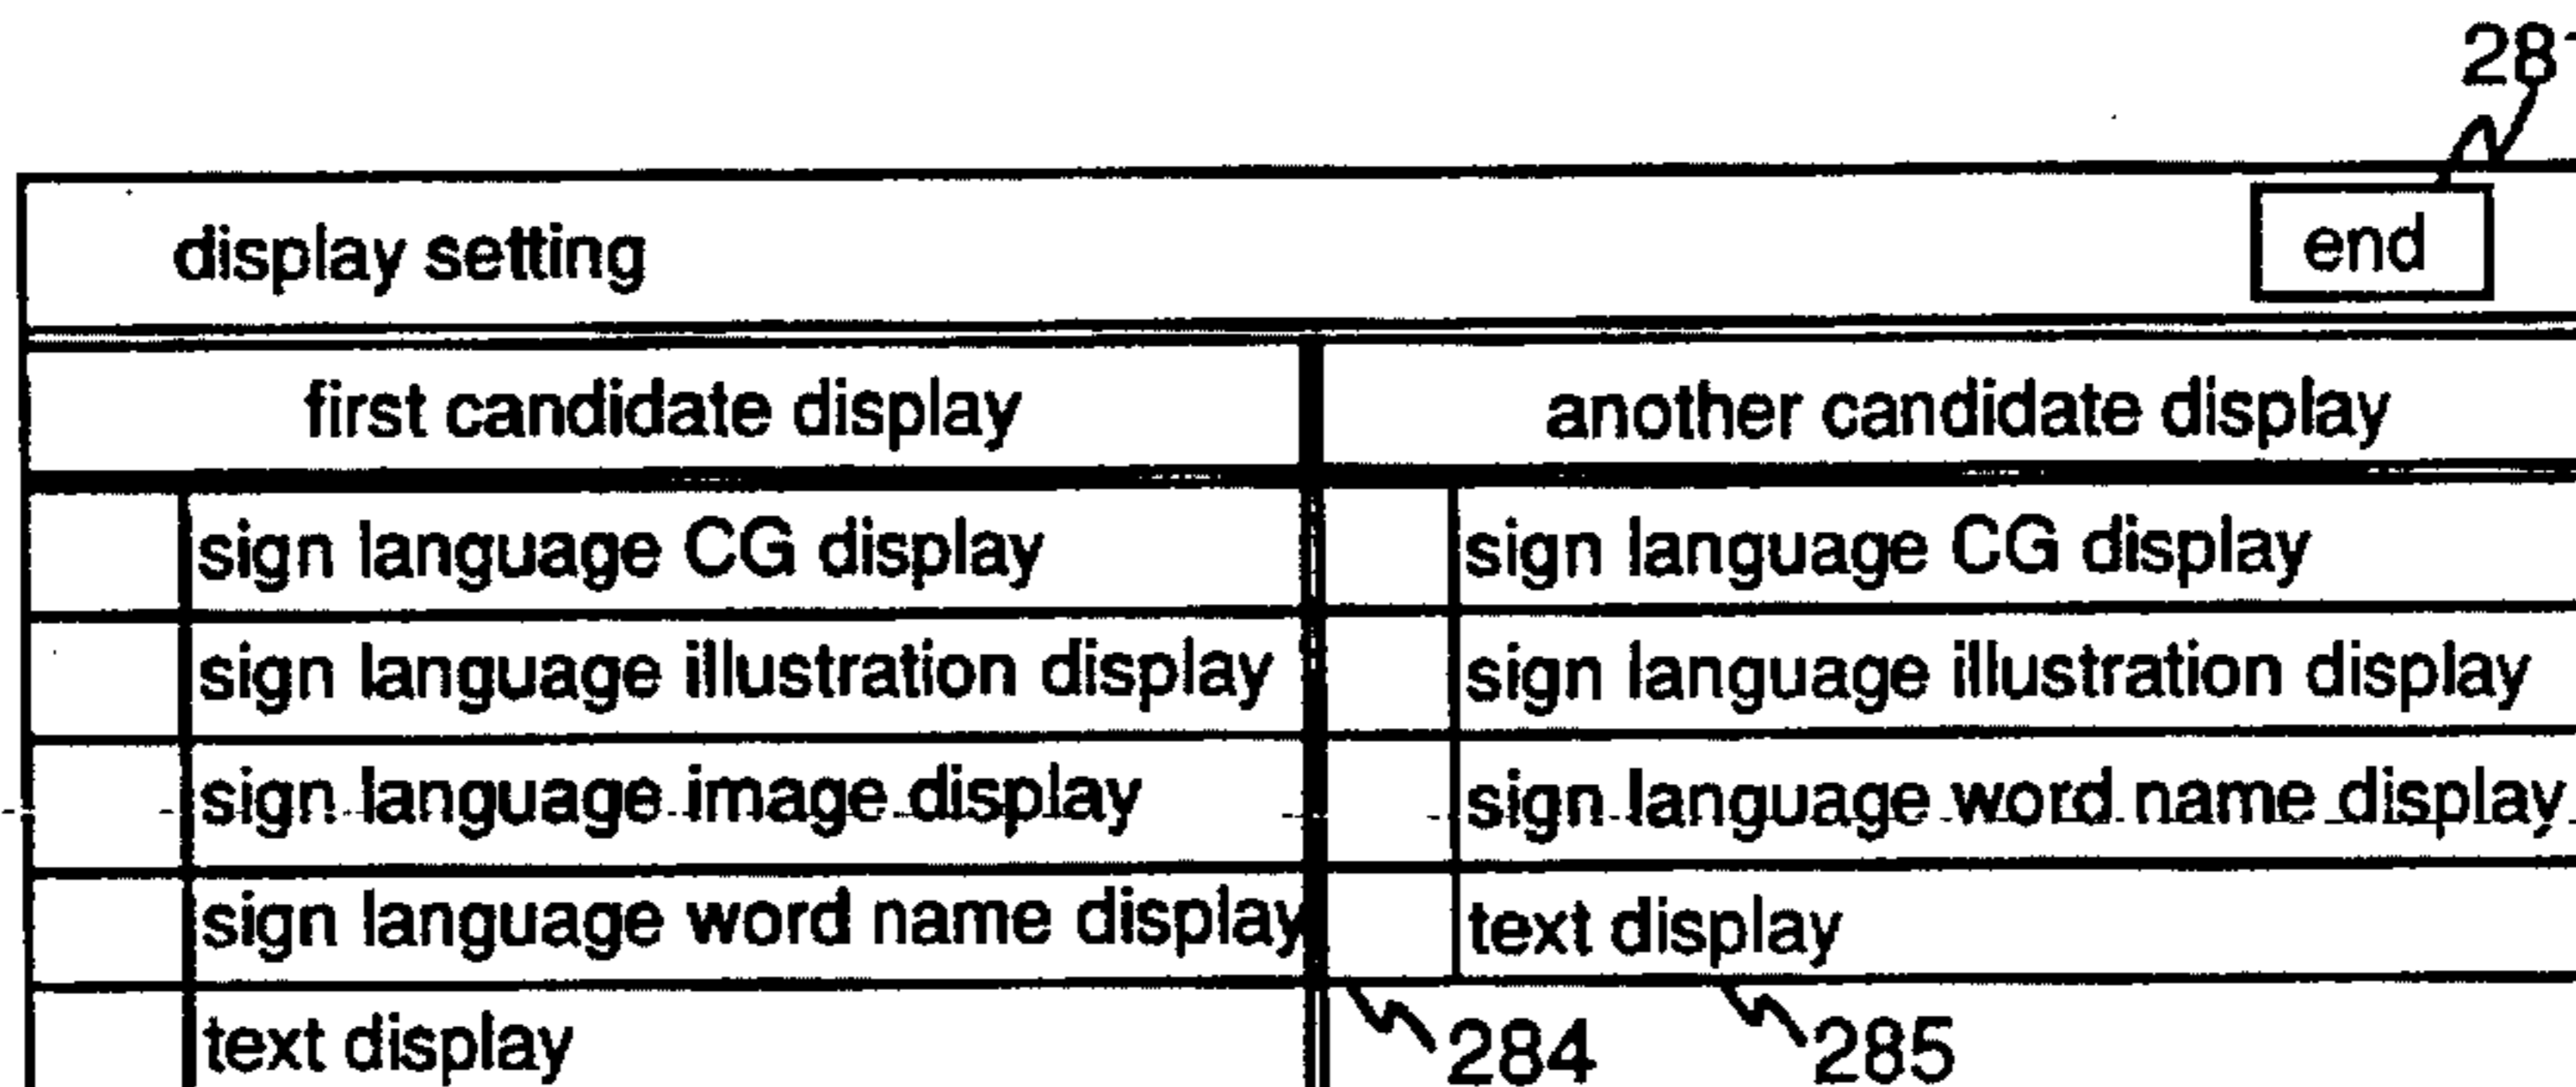 display setting end
first candidate display another candidate display
sign language CG display sign language CG display
sign language illustration display sign language illustration display
sign language image display sign language word name display
sign language word name display text display
text display 284 285